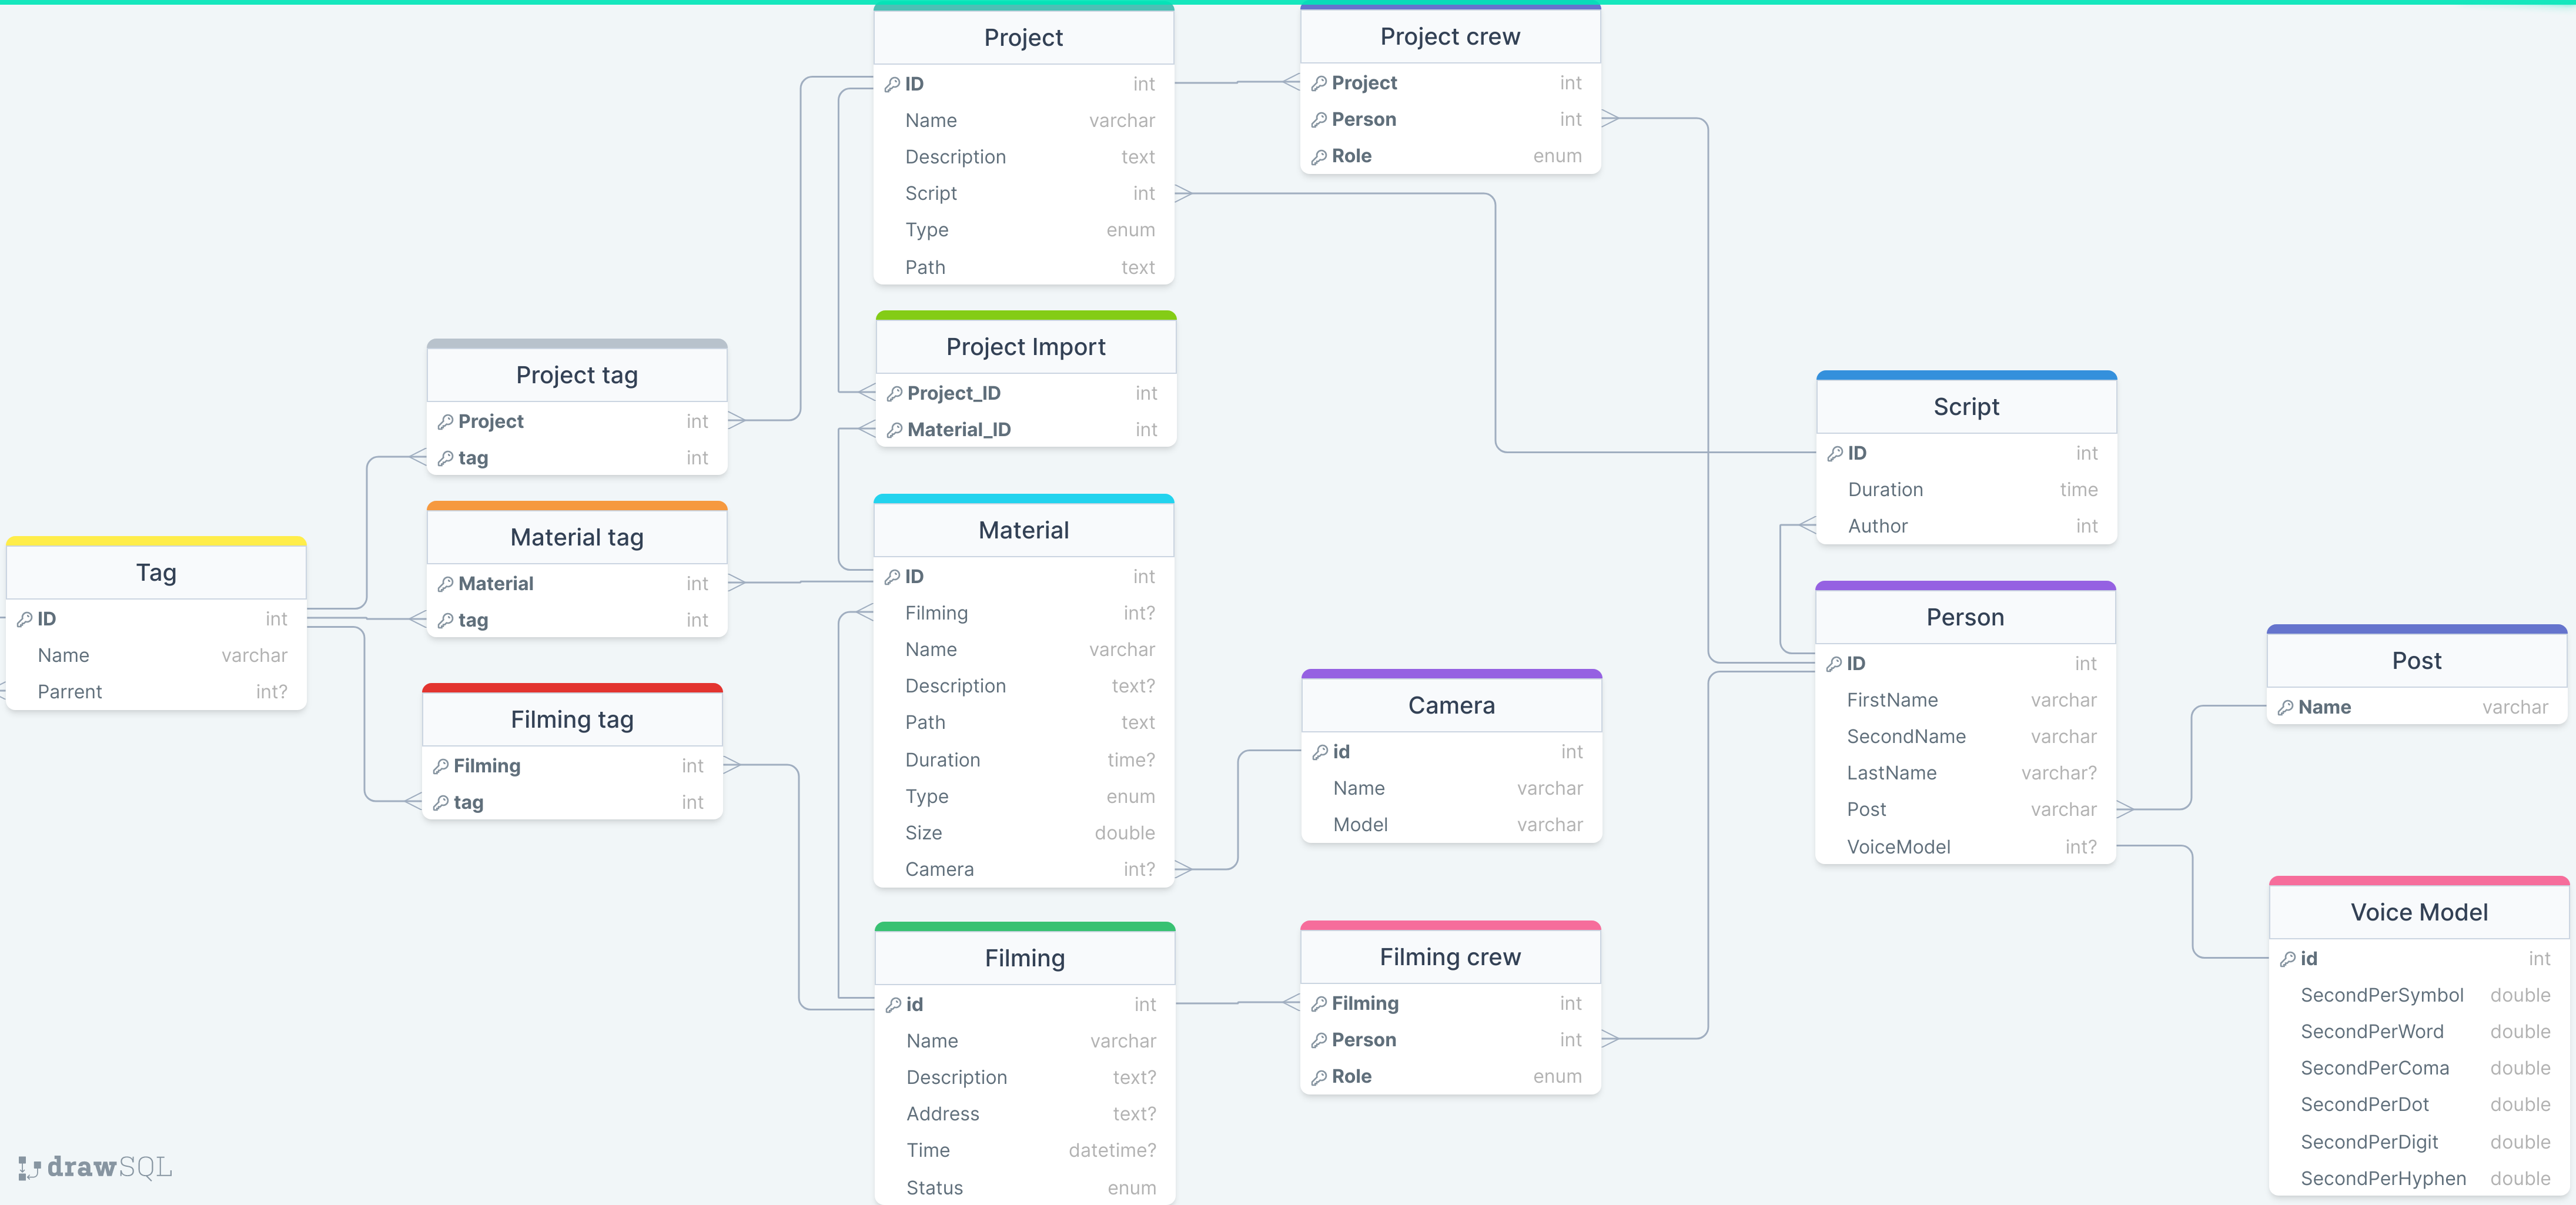 Project
ID int
Name varchar
Description text
Script int
Type enum
Path text
Project crew
Project int
Person int
Role enum
Project Import
Project_ID int
Material_ID int
Project tag
Project int
tag int
Material tag
Material int
tag int
Tag
ID int
Name varchar
Parrent int?
Filming tag
Filming int
tag int
Material
ID int
Filming int?
Name varchar
Description text?
Path text
Duration time?
Type enum
Size double
Camera int?
Camera
id int
Name varchar
Model varchar
Filming
id int
Name varchar
Description text?
Address text?
Time datetime?
Status enum
Filming crew
Filming int
Person int
Role enum
Script
ID int
Duration time
Author int
Person
ID int
FirstName varchar
SecondName varchar
LastName varchar?
Post varchar
VoiceModel int?
Post
Name varchar
Voice Model
id int
SecondPerSymbol double
SecondPerWord double
SecondPerComa double
SecondPerDot double
SecondPerDigit double
SecondPerHyphen double
drawSQL